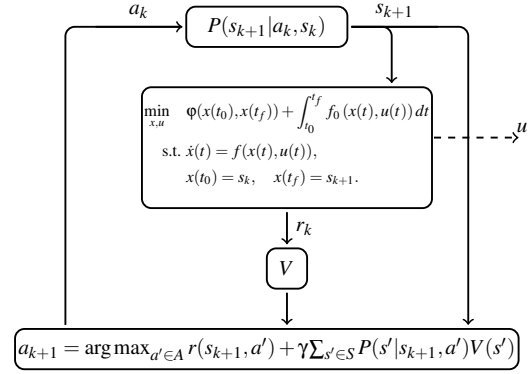 a_k
P(s_{k+1}|a_k, s_k)
s_{k+1}
min_{x,u} φ(x(t_0), x(t_f)) + ∫_{t_0}^{t_f} f_0(x(t), u(t)) dt
s.t. ẋ(t) = f(x(t), u(t)),
x(t_0) = s_k, x(t_f) = s_{k+1}.
u
r_k
V
a_{k+1} = arg max_{a'∈A} r(s_{k+1}, a') + γ∑_{s'∈S} P(s'|s_{k+1}, a')V(s')